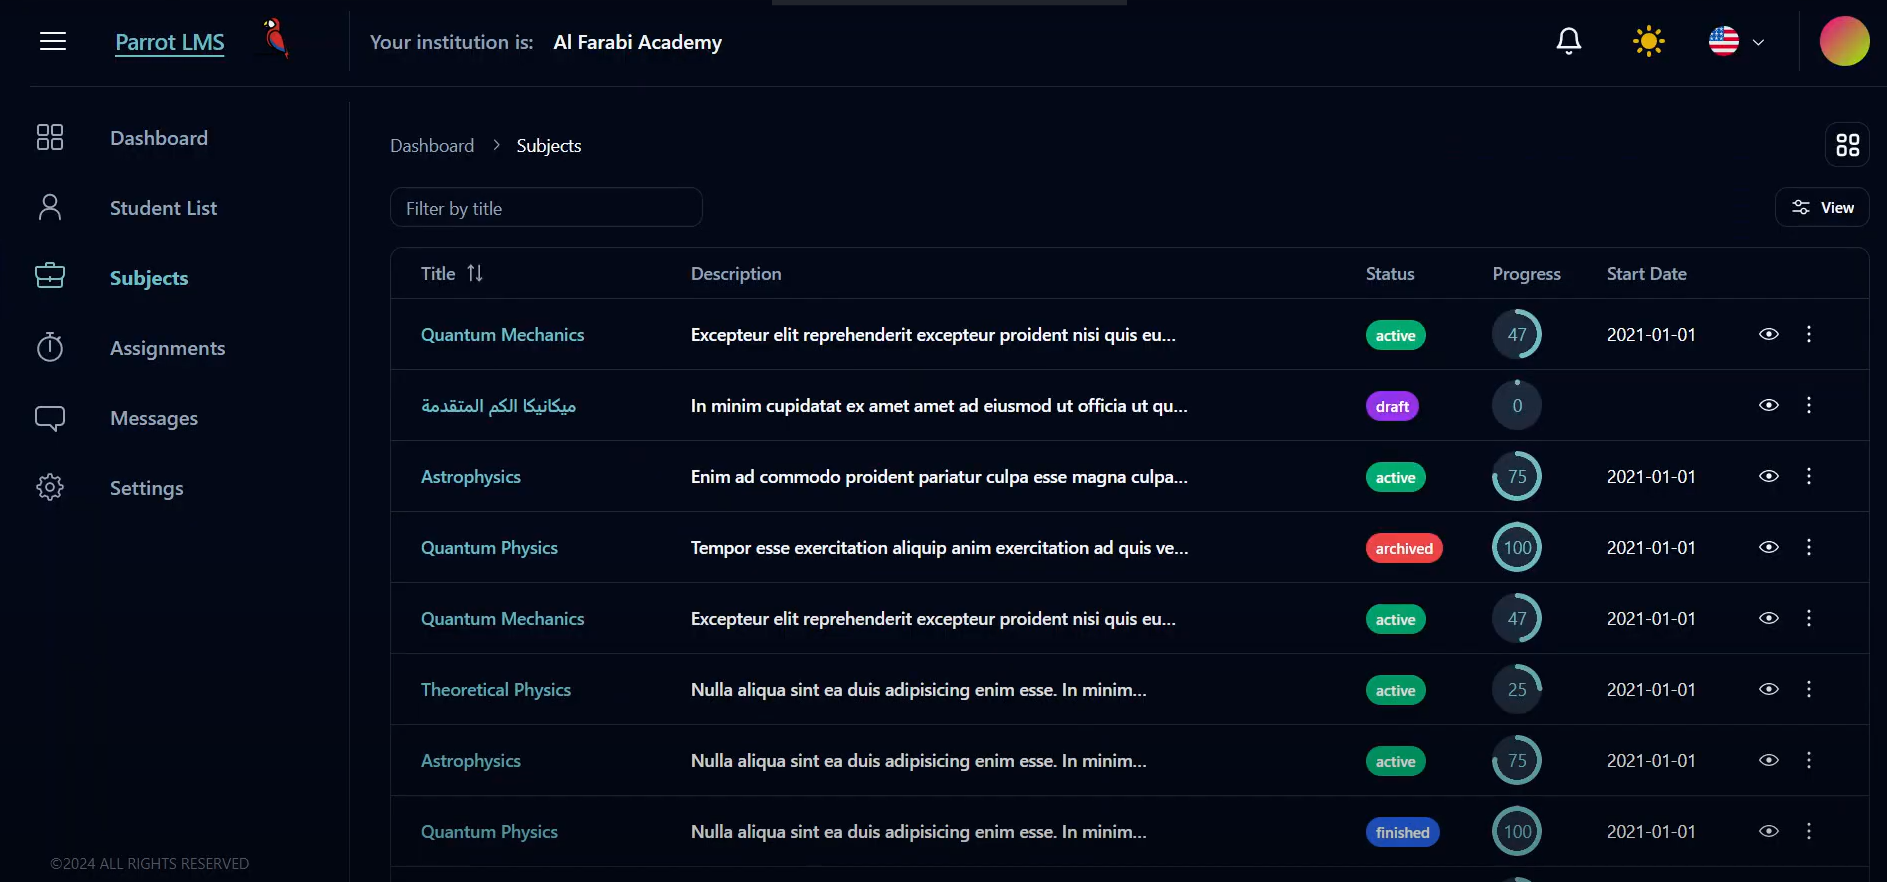 Parrot LMS
Your institution is: Al Farabi Academy
Dashboard
Student List
Subjects
Assignments
Messages
Settings
©2024 ALL RIGHTS RESERVED
Dashboard > Subjects
Filter by title
View
Title Description Status Progress Start Date
Quantum Mechanics Excepteur elit reprehenderit excepteur proident nisi quis eu... active 47 2021-01-01
ميكانيكا الكم المتقدمة In minim cupidatat ex amet amet ad eiusmod ut officia ut qu... draft 0
Astrophysics Enim ad commodo proident pariatur culpa esse magna culpa... active 75 2021-01-01
Quantum Physics Tempor esse exercitation aliquip anim exercitation ad quis ve... archived 100 2021-01-01
Quantum Mechanics Excepteur elit reprehenderit excepteur proident nisi quis eu... active 47 2021-01-01
Theoretical Physics Nulla aliqua sint ea duis adipisicing enim esse. In minim... active 25 2021-01-01
Astrophysics Nulla aliqua sint ea duis adipisicing enim esse. In minim... active 75 2021-01-01
Quantum Physics Nulla aliqua sint ea duis adipisicing enim esse. In minim... finished 100 2021-01-01